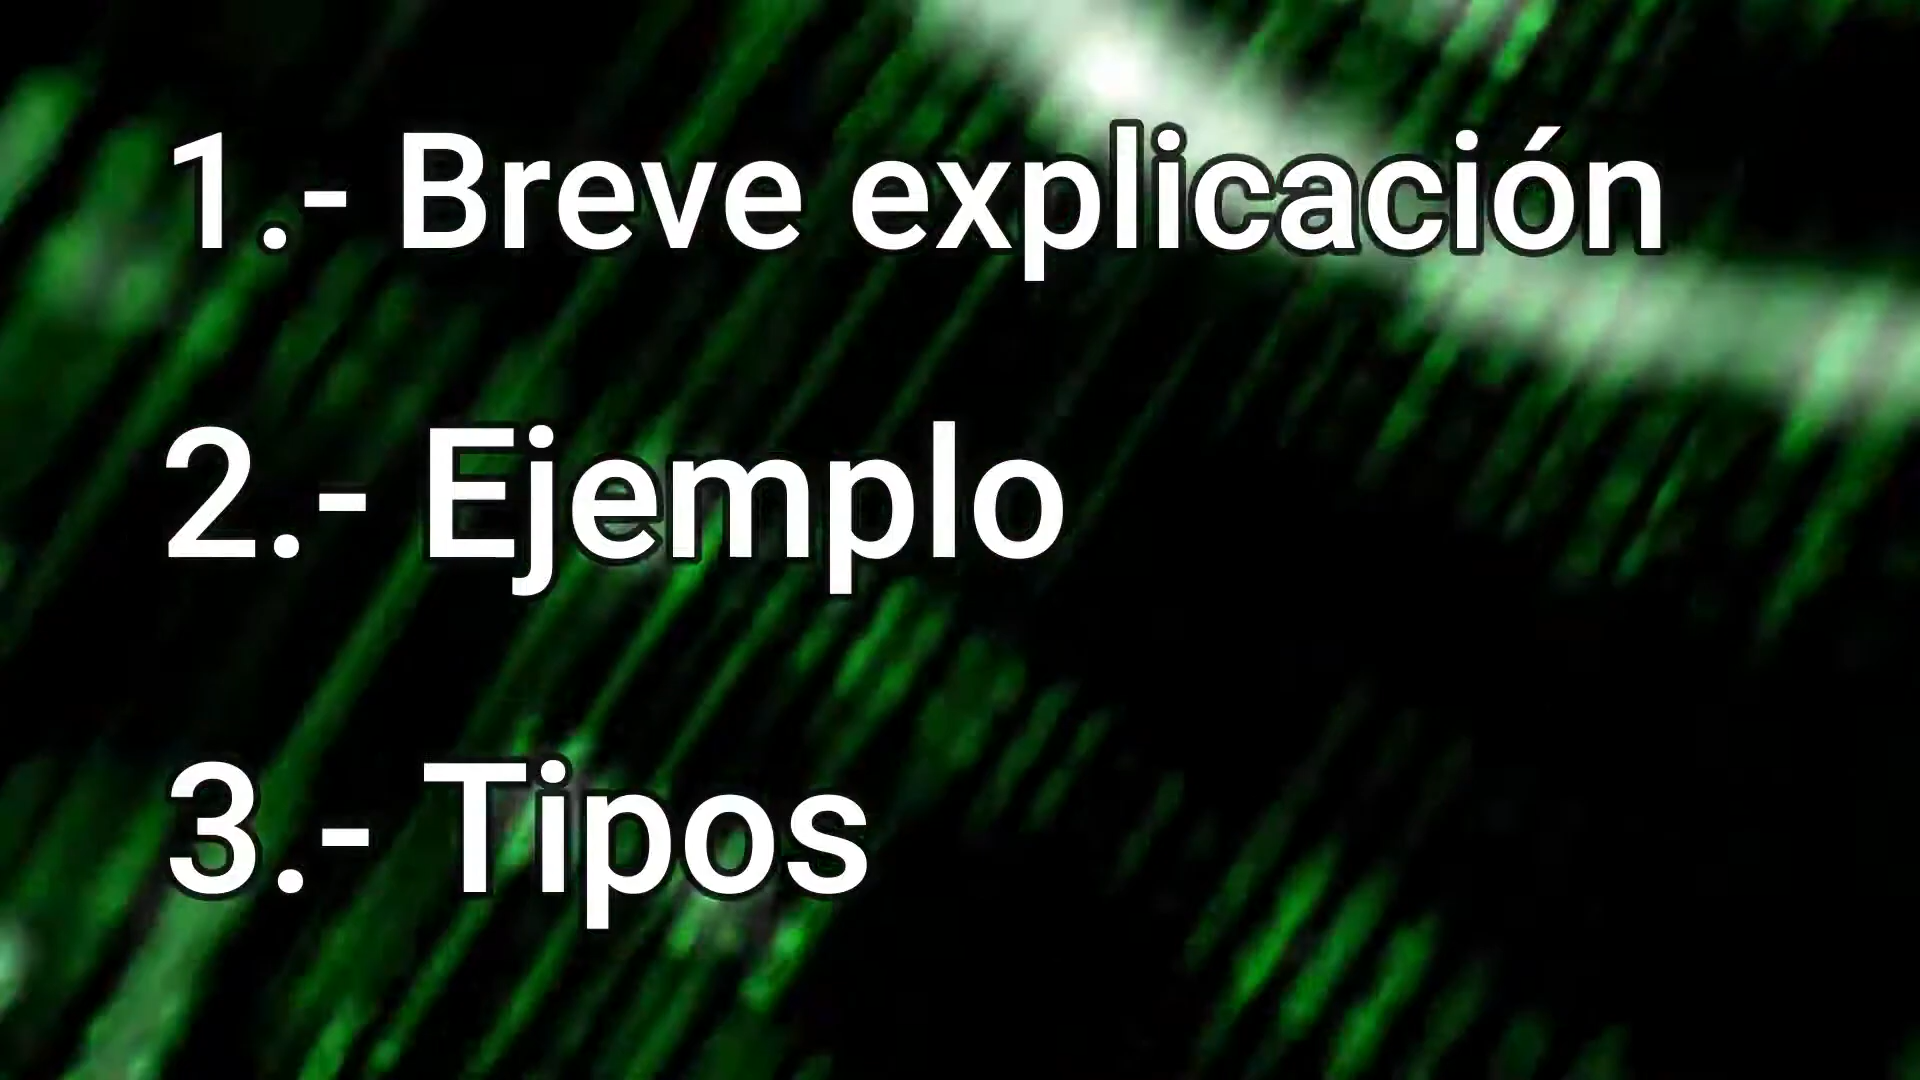 1.- Breve explicación
2.- Ejemplo
3.- Tipos